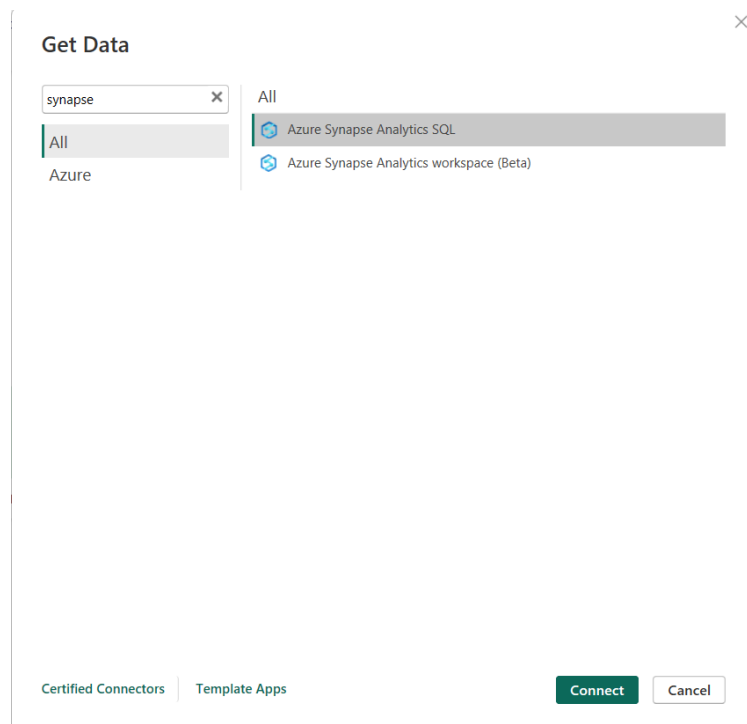 Get Data
synapse
All
Azure
All
Azure Synapse Analytics SQL
Azure Synapse Analytics workspace (Beta)
Certified Connectors
Template Apps
Connect
Cancel